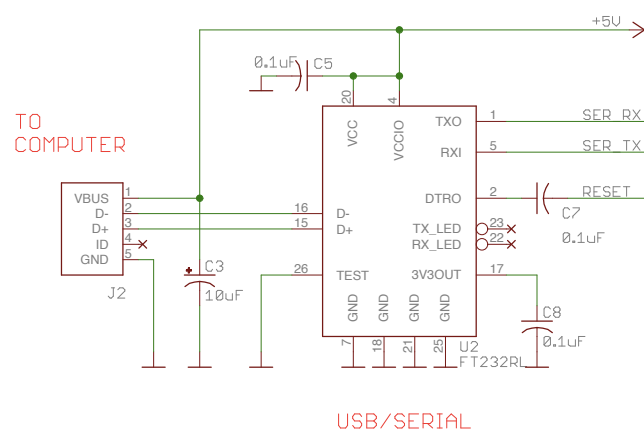 +5V
0.1uF C5
20
4
VCC
VCCIO
TXO 1 SER_RX
RXI 5 SER_TX
TO
COMPUTER
VBUS 1
D- 2
D+ 3
ID 4
GND 5
J2
16 D-
15 D+
DTRO 2
RESET
C7
0.1uF
TX_LED 23
RX_LED 22
C3
10uF
26 TEST
3V3OUT 17
GND GND GND GND
7 18 21 25
C8
0.1uF
U2
FT232RL
USB/SERIAL